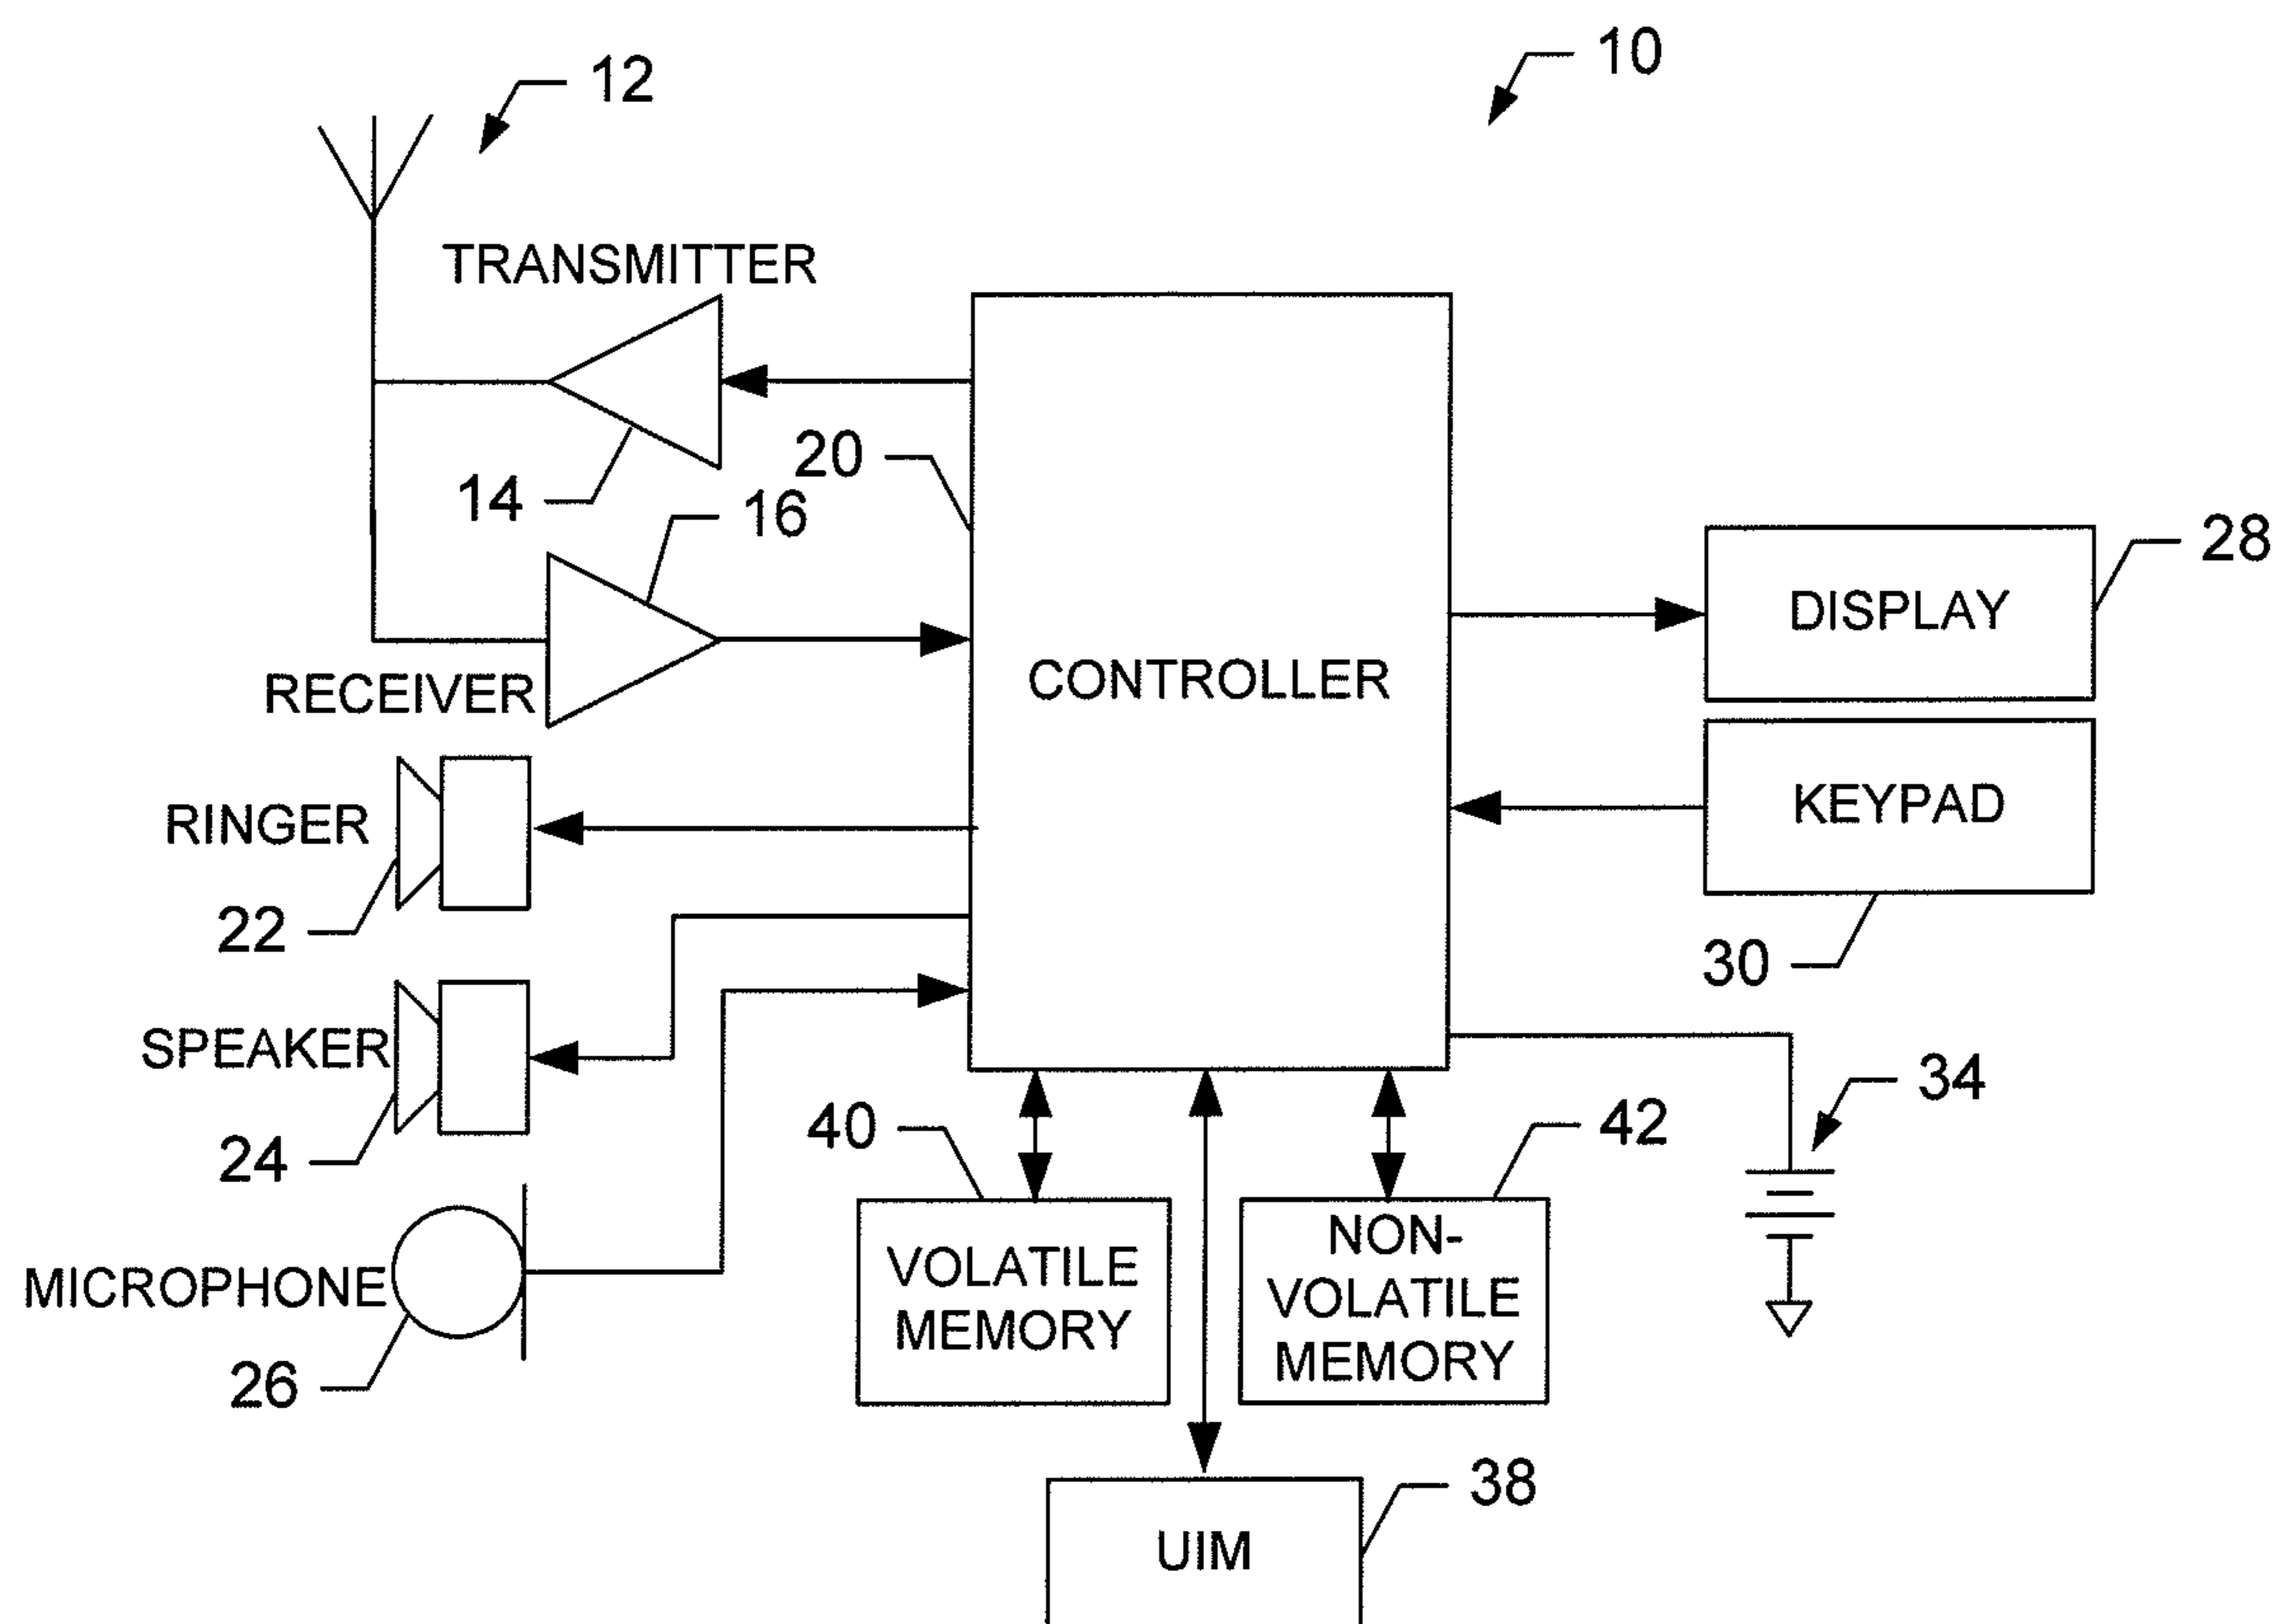 10
12
TRANSMITTER
20
14
16
28
DISPLAY
CONTROLLER
RECEIVER
KEYPAD
RINGER
22
30
SPEAKER
34
40
42
24
NON-
VOLATILE
MEMORY
VOLATILE
MEMORY
MICROPHONE
26
38
UIM